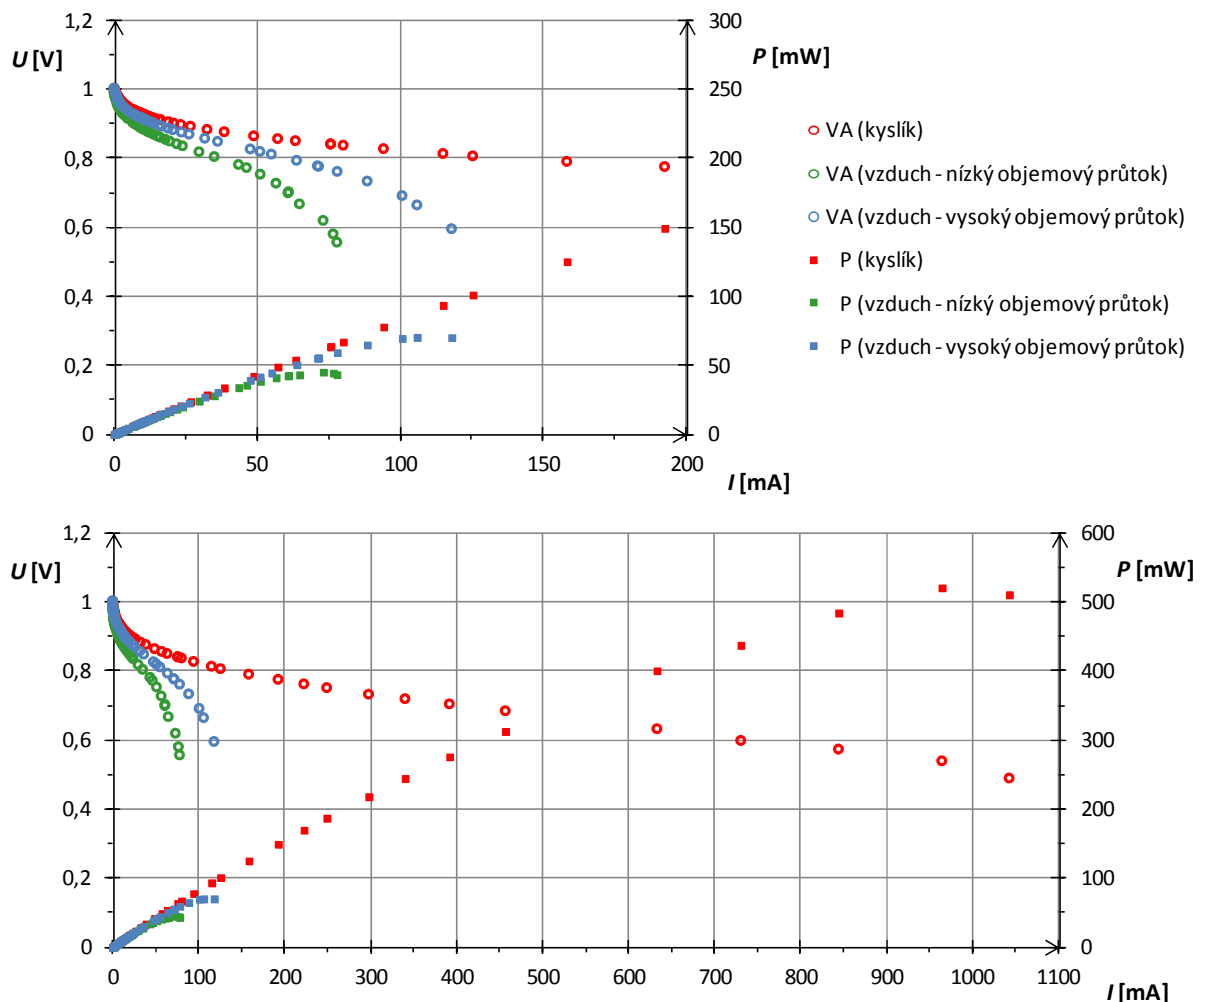 1,2
300
U [V]
P [mW]
1
250
0,8
200
0,6
150
0,4
100
0,2
50
0
0
0 50 100 150 200
I [mA]
VA (kyslík)
VA (vzduch - nízký objemový průtok)
VA (vzduch - vysoký objemový průtok)
P (kyslík)
P (vzduch - nízký objemový průtok)
P (vzduch - vysoký objemový průtok)
1,2
600
U [V]
P [mW]
1
500
0,8
400
0,6
300
0,4
200
0,2
100
0
0
0 100 200 300 400 500 600 700 800 900 1000 1100
I [mA]